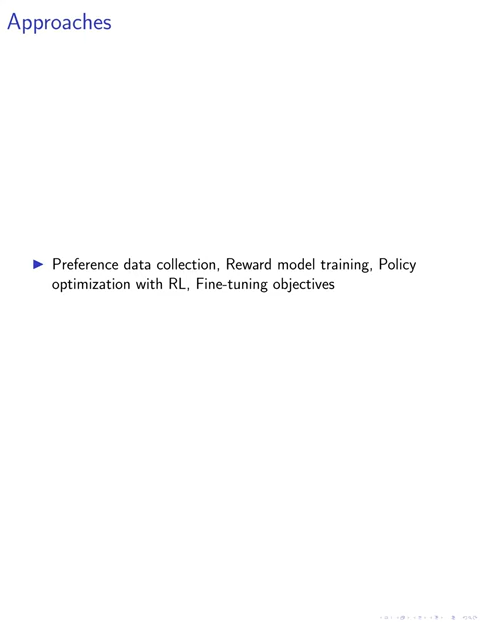 Approaches
Preference data collection, Reward model training, Policy
optimization with RL, Fine-tuning objectives